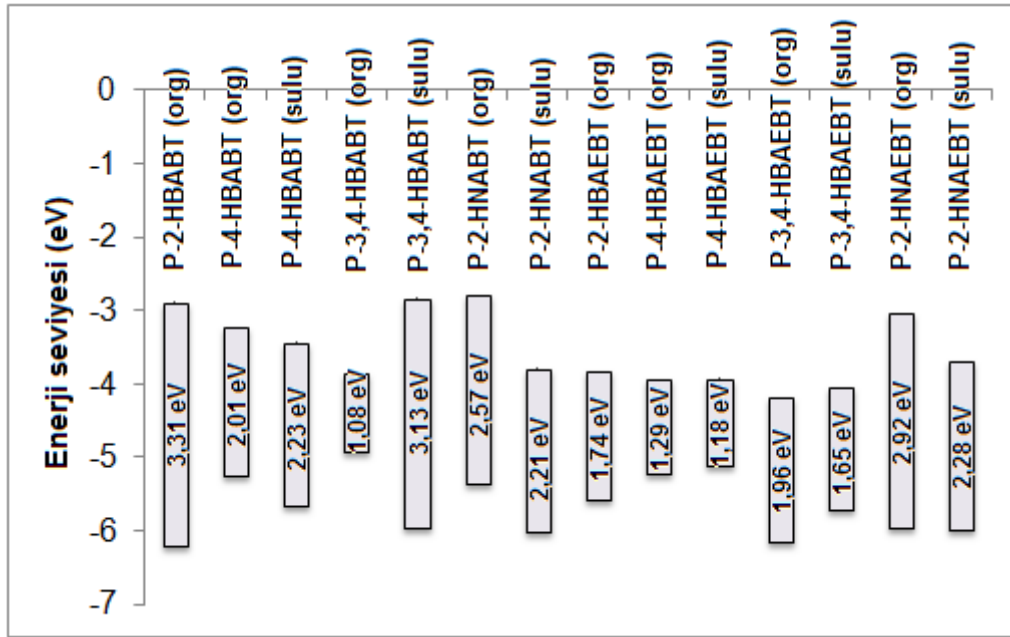 Enerji seviyesi (eV)
0
-1
-2
-3
-4
-5
-6
-7
P-2-HBABT (org)
P-4-HBABT (org)
P-4-HBABT (sulu)
P-3,4-HBABT (org)
P-3,4-HBABT (sulu)
P-2-HNABT (org)
P-2-HNABT (sulu)
P-2-HBAEBT (org)
P-4-HBAEBT (org)
P-4-HBAEBT (sulu)
P-3,4-HBAEBT (org)
P-3,4-HBAEBT (sulu)
P-2-HNAEBT (org)
P-2-HNAEBT (sulu)
3,31 eV
2,01 eV
2,23 eV
1,08 eV
3,13 eV
2,57 eV
2,21 eV
1,74 eV
1,29 eV
1,18 eV
1,96 eV
1,65 eV
2,92 eV
2,28 eV